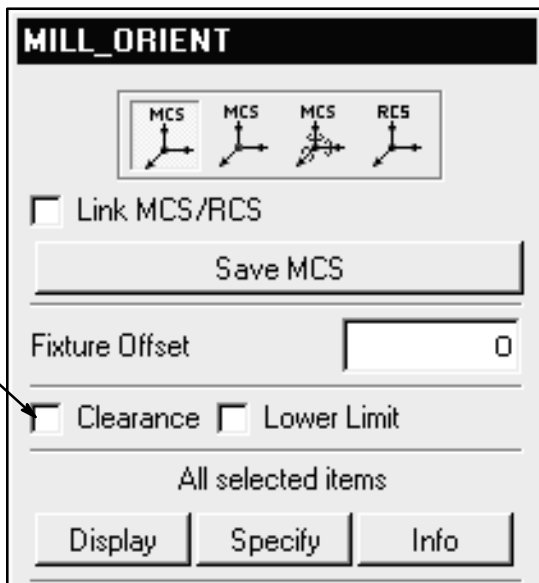 MILL_ORIENT
MCS MCS MCS RCS
Link MCS/RCS
Save MCS
Fixture Offset 0
Clearance Lower Limit
All selected items
Display Specify Info